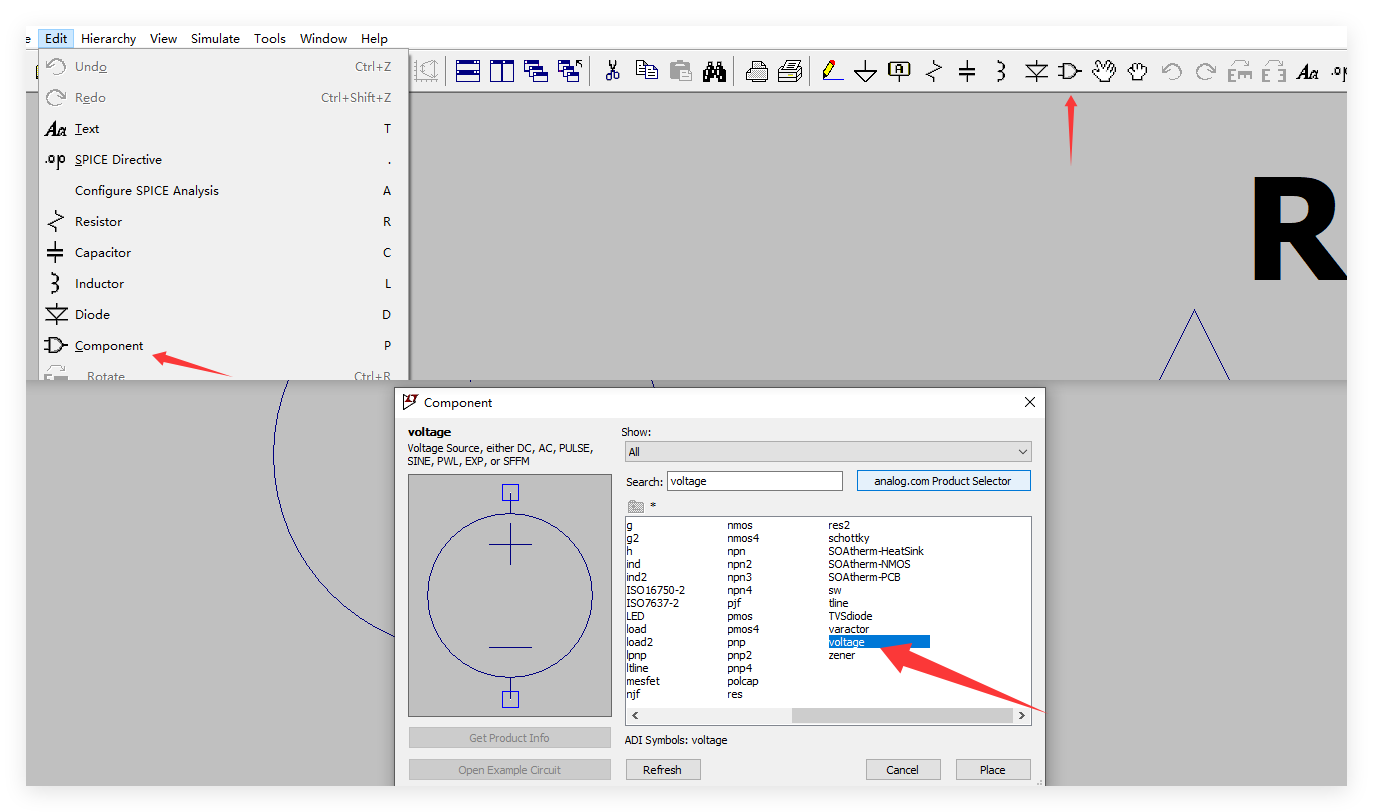 Edit Hierarchy View Simulate Tools Window Help
Undo Ctrl+Z
Redo Ctrl+Shift+Z
Aa Text T
.op SPICE Directive .
Configure SPICE Analysis A
Resistor R
Capacitor C
Inductor L
Diode D
Component P
Rotate Ctrl+R
A
Aa
.op
R
Component
voltage
Voltage Source, either DC, AC, PULSE,
SINE, PWL, EXP, or SFFM
Show:
All
Search: voltage analog.com Product Selector
*
g nmos res2
g2 nmos4 schottky
h npn SOAtherm-HeatSink
ind npn2 SOAtherm-NMOS
ind2 npn3 SOAtherm-PCB
ISO16750-2 npn4 sw
ISO7637-2 pjf tline
LED pmos TVSdiode
load pmos4 varactor
load2 pnp voltage
lpnp pnp2 zener
ltline pnp4
mesfet polcap
njf res
ADI Symbols: voltage
Get Product Info
Open Example Circuit
Refresh Cancel Place